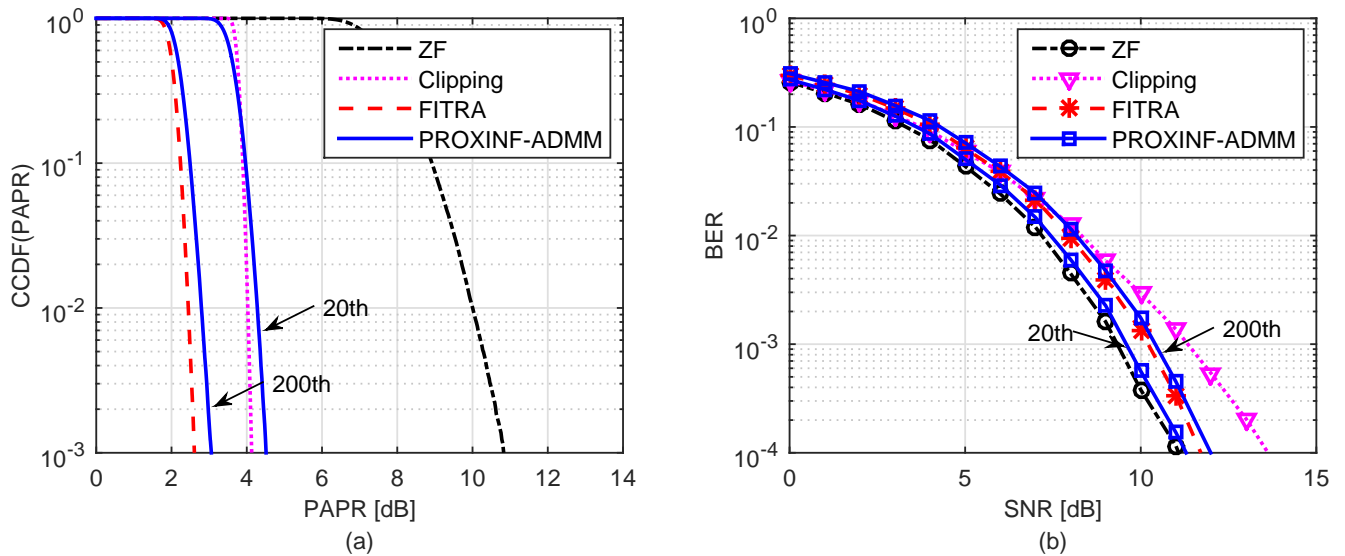 10^0
10^-1
10^-2
10^-3
CCDF(PAPR)
0 2 4 6 8 10 12 14
PAPR [dB]
(a)
ZF
Clipping
FITRA
PROXINF-ADMM
20th
200th
10^0
10^-1
10^-2
10^-3
10^-4
BER
0 5 10 15
SNR [dB]
(b)
ZF
Clipping
FITRA
PROXINF-ADMM
20th
200th